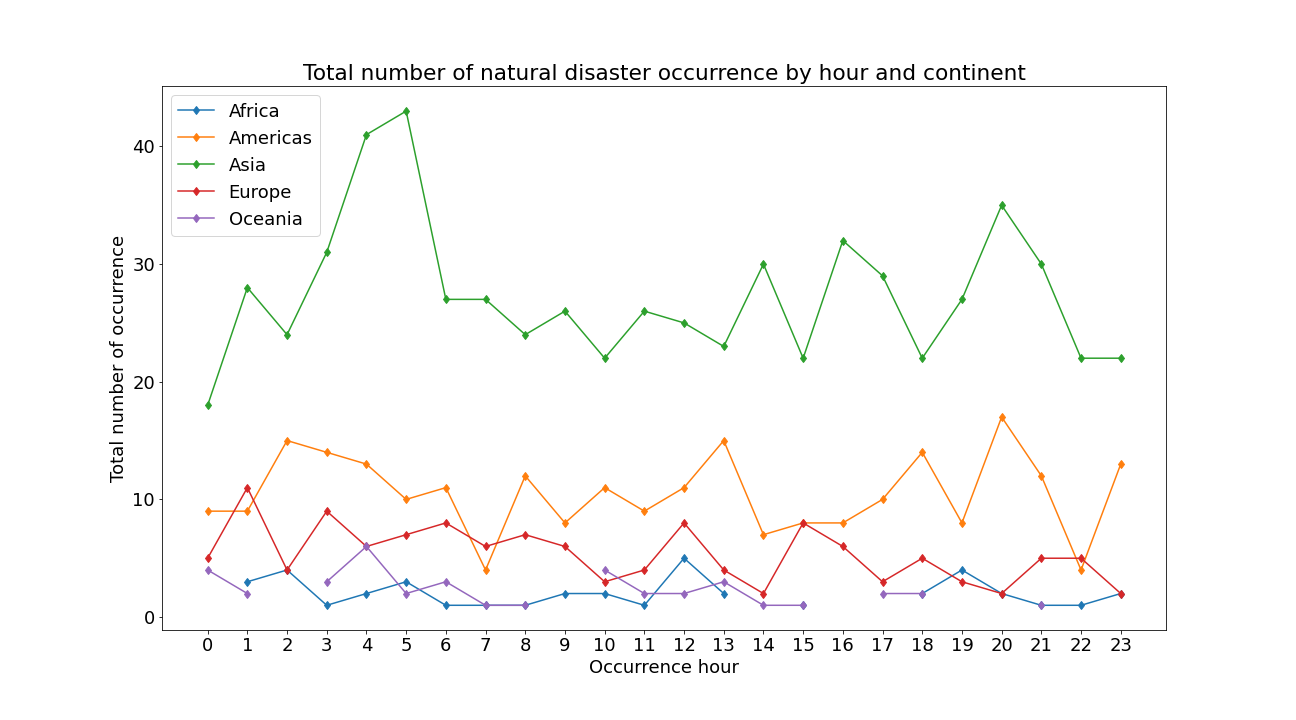 Total number of natural disaster occurrence by hour and continent
Africa
Americas
Asia
Europe
Oceania
Total number of occurrence
40
30
20
10
0
0 1 2 3 4 5 6 7 8 9 10 11 12 13 14 15 16 17 18 19 20 21 22 23
Occurrence hour